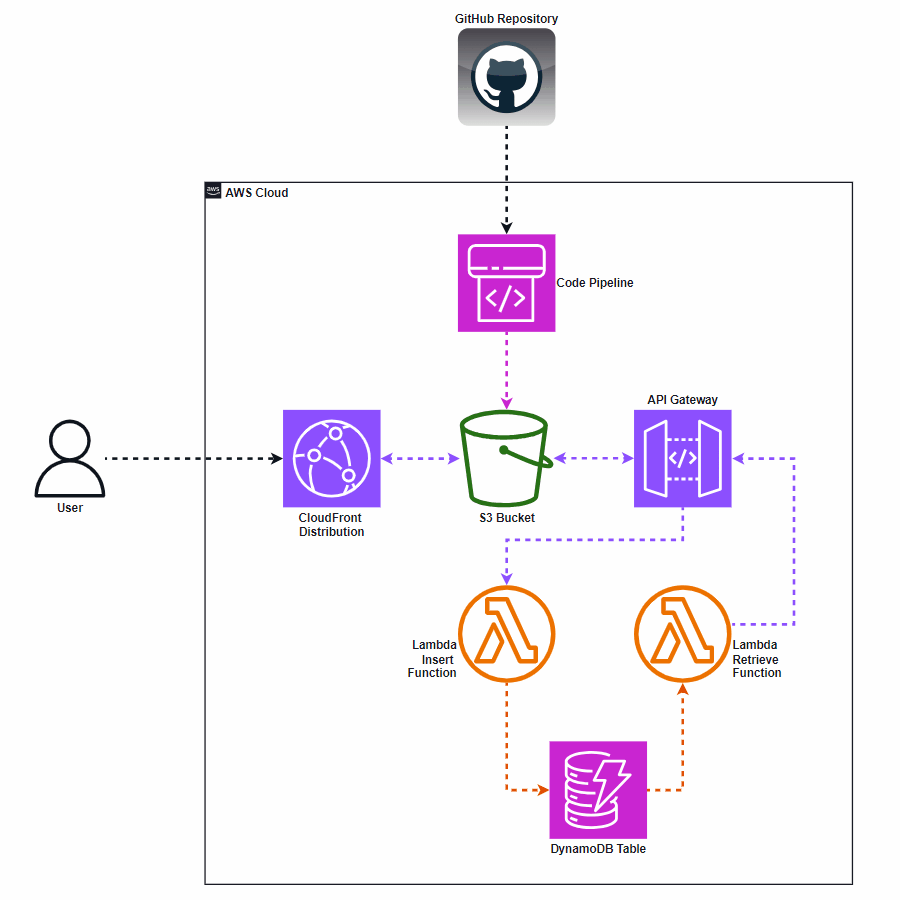 GitHub Repository
aws
AWS Cloud
Code Pipeline
API Gateway
User
CloudFront
Distribution
S3 Bucket
Lambda
Insert
Function
Lambda
Retrieve
Function
DynamoDB Table